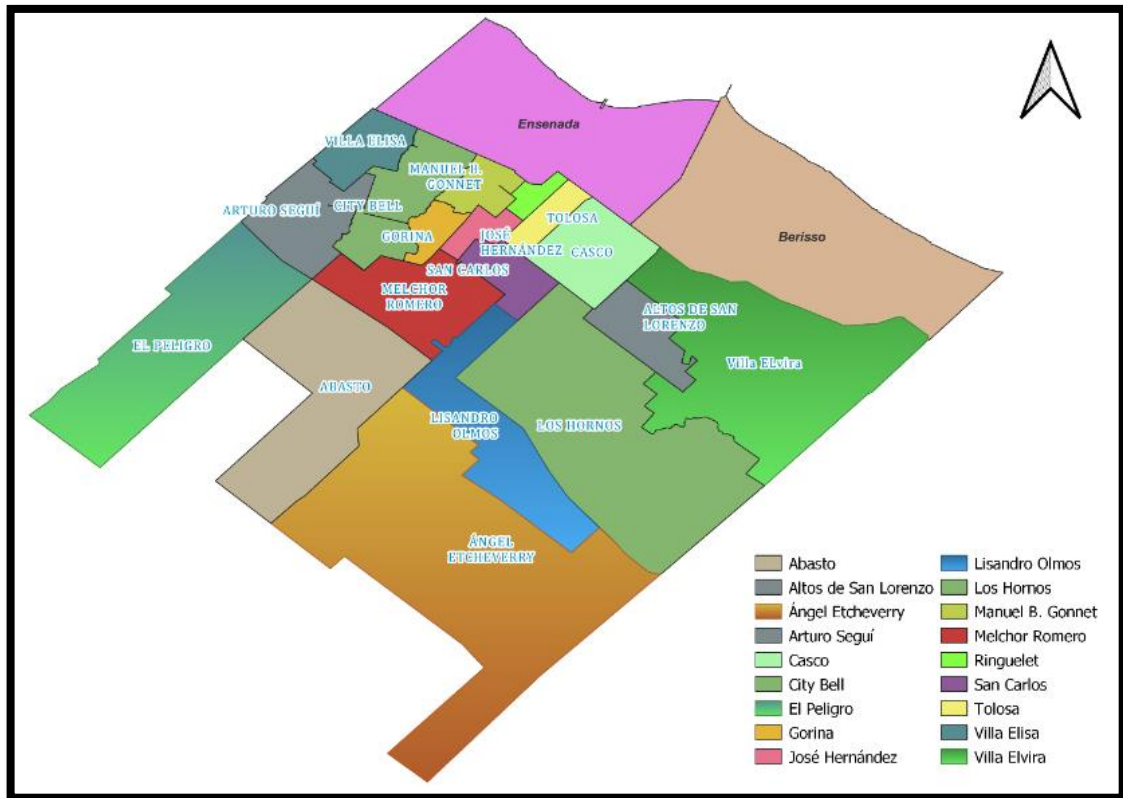 Ensenada
VILLA ELISA
MANUEL B.
GONNET
CITY BELL
ARTURO SEGUÍ
TOLOSA
GORINA
JOSÉ
HERNÁNDEZ
CASCO
Berisso
SAN CARLOS
MELCHOR
ROMERO
ALTOS DE SAN
LORENZO
EL PELIGRO
Villa ELvira
ABASTO
LISANDRO
OLMOS
LOS HORNOS
ÁNGEL
ETCHEVERRY
Abasto
Altos de San Lorenzo
Ángel Etcheverry
Arturo Seguí
Casco
City Bell
El Peligro
Gorina
José Hernández
Lisandro Olmos
Los Hornos
Manuel B. Gonnet
Melchor Romero
Ringuelet
San Carlos
Tolosa
Villa Elisa
Villa Elvira